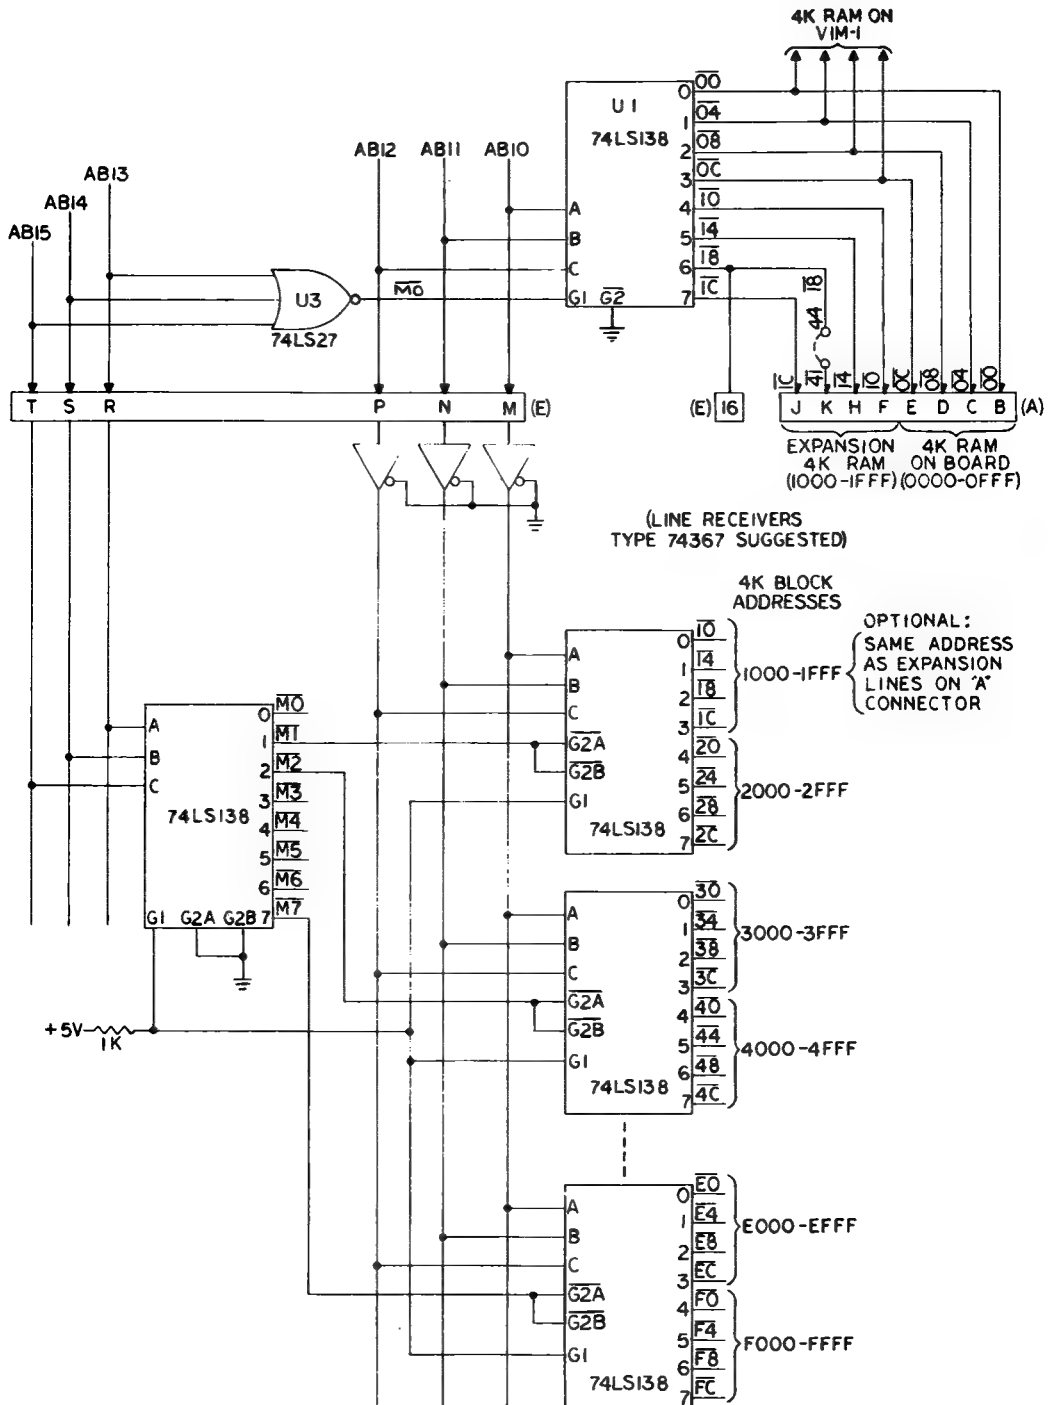 4K RAM ON
VIM-1
U1
74LS138
A
B
C
G1
G2
0 00
1 04
2 08
3 0C
4 10
5 14
6 18
7 1C
AB15
AB14
AB13
AB12
AB11
AB10
U3
74LS27
M0
18
44
41
T S R P N M (E)
(E) 16
1C 41 14 10 0C 08 04 00
J K H F E D C B (A)
EXPANSION
4K RAM
(1000-1FFF)
4K RAM
ON BOARD
(0000-0FFF)
(LINE RECEIVERS
TYPE 74367 SUGGESTED)
4K BLOCK
ADDRESSES
A
B
C
G2A
G2B
G1
74LS138
0 10
1 14
2 18
3 1C
4 20
5 24
6 28
7 2C
1000-1FFF
2000-2FFF
OPTIONAL:
SAME ADDRESS
AS EXPANSION
LINES ON "A"
CONNECTOR
A
B
C
74LS138
G1 G2A G2B
0 M0
1 M1
2 M2
3 M3
4 M4
5 M5
6 M6
7 M7
+5V
1K
A
B
C
G2A
G2B
G1
74LS138
0 30
1 34
2 38
3 3C
4 40
5 44
6 48
7 4C
3000-3FFF
4000-4FFF
A
B
C
G2A
G2B
G1
74LS138
0 E0
1 E4
2 E8
3 EC
4 F0
5 F4
6 F8
7 FC
E000-EFFF
F000-FFFF